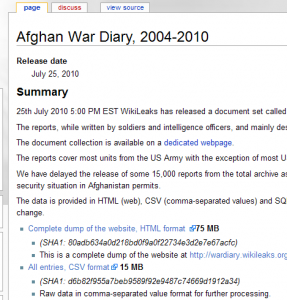 page discuss view source
Afghan War Diary, 2004-2010
Release date
July 25, 2010
Summary
25th July 2010 5:00 PM EST WikiLeaks has released a document set called
The reports, while written by soldiers and intelligence officers, and mainly des
The document collection is available on a dedicated webpage.
The reports cover most units from the US Army with the exception of most U
We have delayed the release of some 15,000 reports from the total archive as
security situation in Afghanistan permits.
The data is provided in HTML (web), CSV (comma-separated values) and SQ
change.
Complete dump of the website, HTML format 75 MB
(SHA1:
This is a complete dump of the website at http://wardiary.wikileaks.org
All entries, CSV format 15 MB
(SHA1:
Raw data in comma-separated value format for further processing.